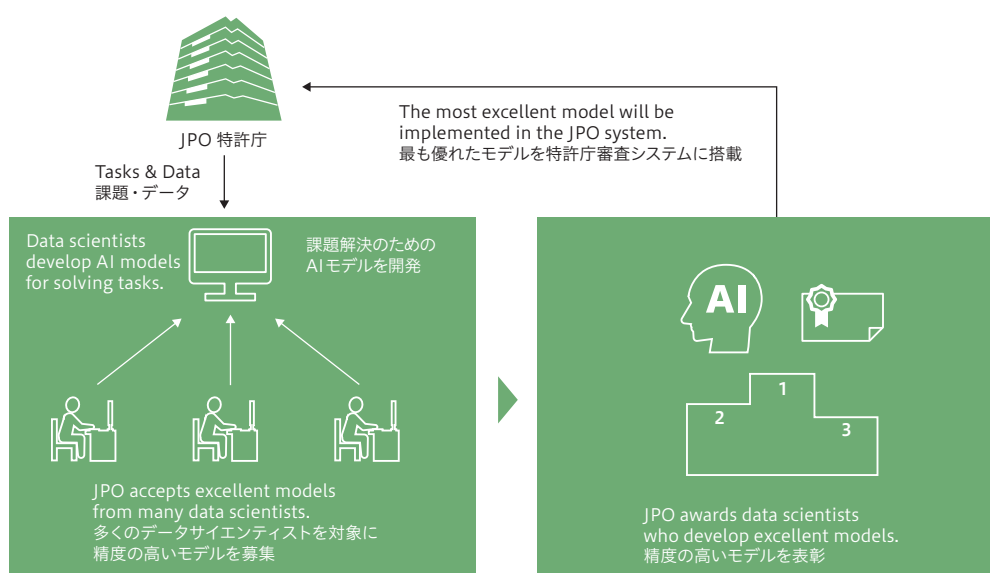 JPO 特許庁
Tasks & Data
課題・データ
The most excellent model will be
implemented in the JPO system.
最も優れたモデルを特許庁審査システムに搭載
Data scientists
develop AI models
for solving tasks.
課題解決のための
AIモデルを開発
JPO accepts excellent models
from many data scientists.
多くのデータサイエンティストを対象に
精度の高いモデルを募集
AI
1
2
3
JPO awards data scientists
who develop excellent models.
精度の高いモデルを表彰